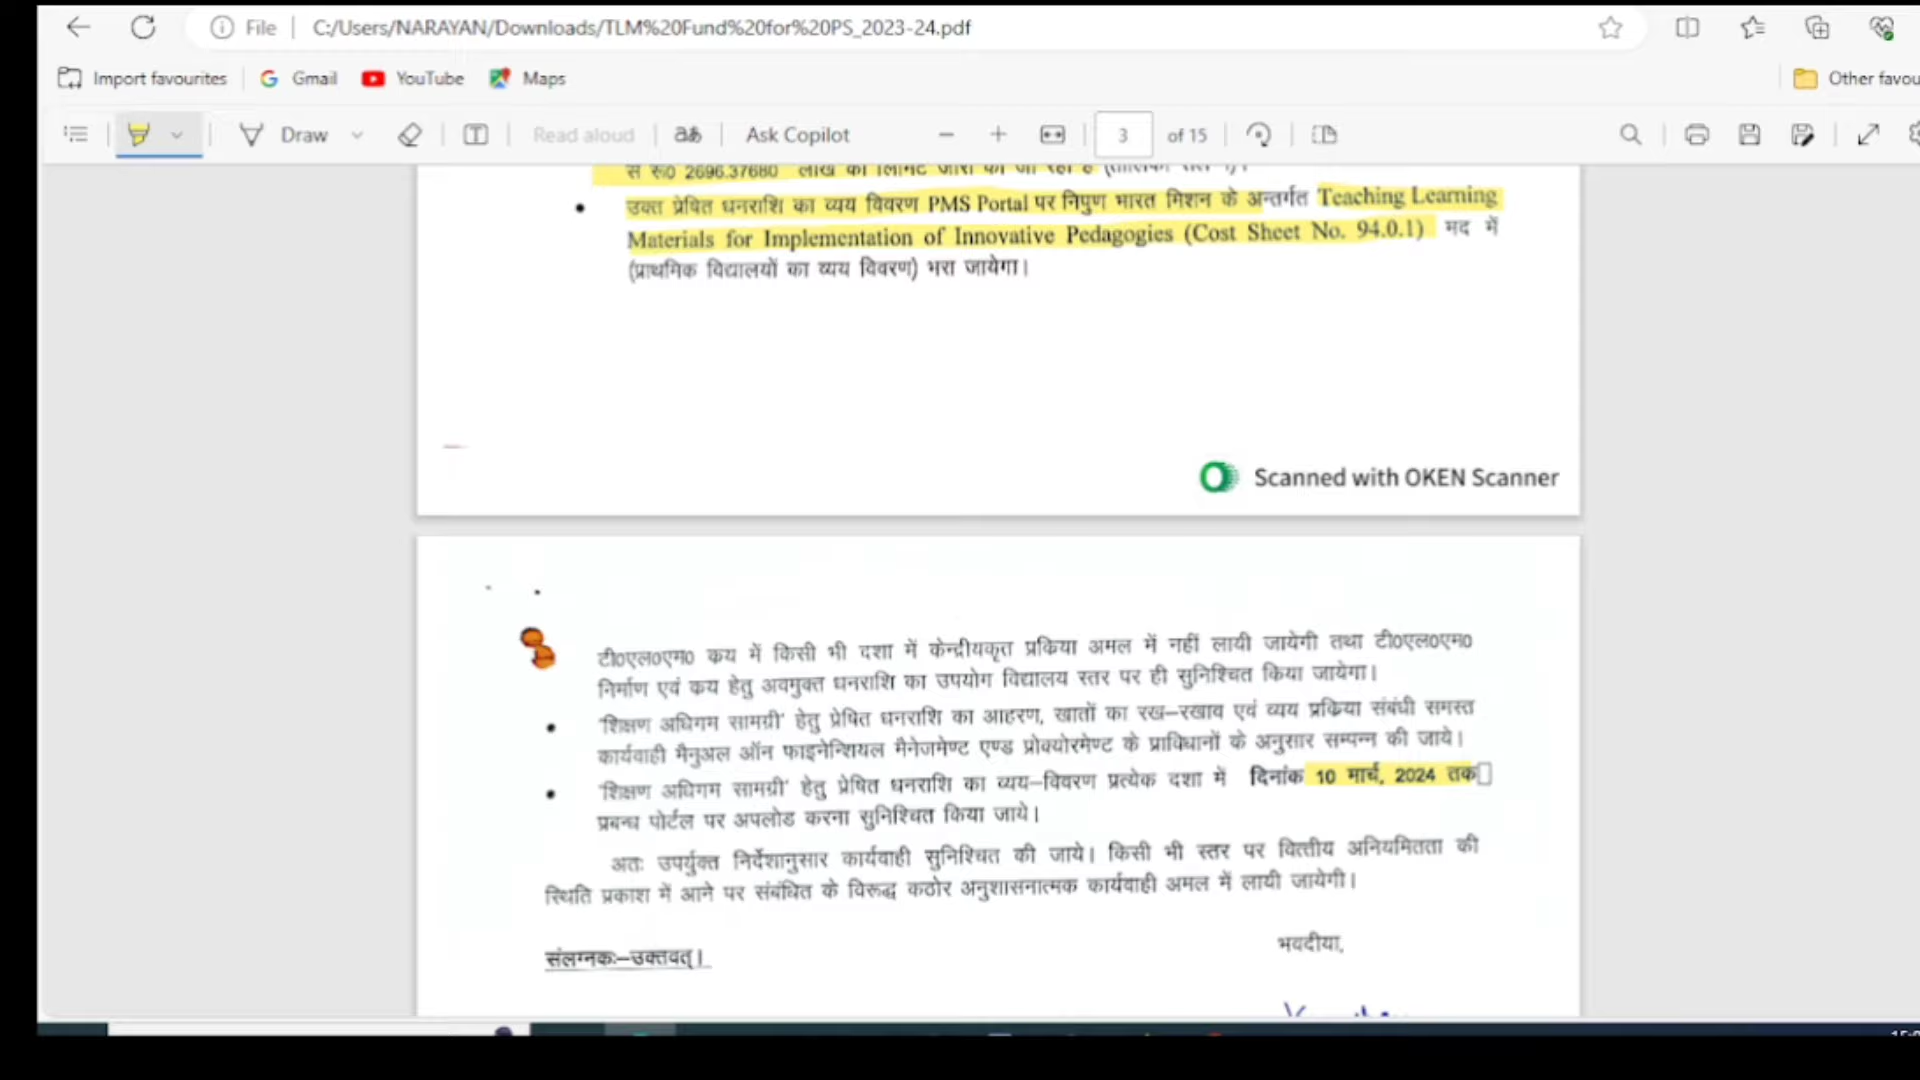 File | C:/Users/NARAYAN/Downloads/TLM%20Fund%20for%20PS_2023-24.pdf
Import favourites Gmail YouTube Maps Other favou
Draw Read aloud aあ Ask Copilot 3 of 15
से रू0 2696.37680 लाख की लिमिट जारी की जा रही है
उक्त प्रेषित धनराशि का व्यय विवरण PMS Portal पर निपुण भारत मिशन के अन्तर्गत Teaching Learning
Materials for Implementation of Innovative Pedagogies (Cost Sheet No. 94.0.1) मद में
(प्राथमिक विद्यालयों का व्यय विवरण) भरा जायेगा।
Scanned with OKEN Scanner
टी0एल0एम0 कय में किसी भी दशा में केन्द्रीयकृत प्रकिया अमल में नहीं लायी जायेगी तथा टी0एल0एम0
निर्माण एवं कय हेतु अवमुक्त धनराशि का उपयोग विद्यालय स्तर पर ही सुनिश्चित किया जायेगा।
'शिक्षण अधिगम सामग्री' हेतु प्रेषित धनराशि का आहरण, खातों का रख–रखाव एवं व्यय प्रकिया संबंधी समस्त
कार्यवाही मैनुअल ऑन फाइनेन्शियल मैनेजमेण्ट एण्ड प्रोक्योरमेण्ट के प्राविधानों के अनुसार सम्पन्न की जाये।
'शिक्षण अधिगम सामग्री' हेतु प्रेषित धनराशि का व्यय–विवरण प्रत्येक दशा में दिनांक 10 मार्च, 2024 तक
प्रबन्ध पोर्टल पर अपलोड करना सुनिश्चित किया जाये।
अतः उपर्युक्त निर्देशानुसार कार्यवाही सुनिश्चित की जाये। किसी भी स्तर पर वित्तीय अनियमितता की
स्थिति प्रकाश में आने पर संबंधित के विरूद्ध कठोर अनुशासनात्मक कार्यवाही अमल में लायी जायेगी।
भवदीया,
संलग्नकः–उक्तवत्।